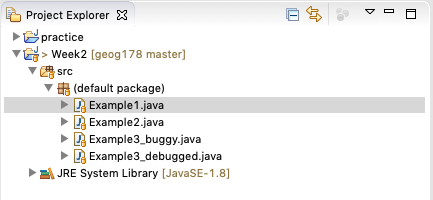 Project Explorer
practice
> Week2 [geog178 master]
src
(default package)
Example1.java
Example2.java
Example3_buggy.java
Example3_debugged.java
JRE System Library [JavaSE-1.8]